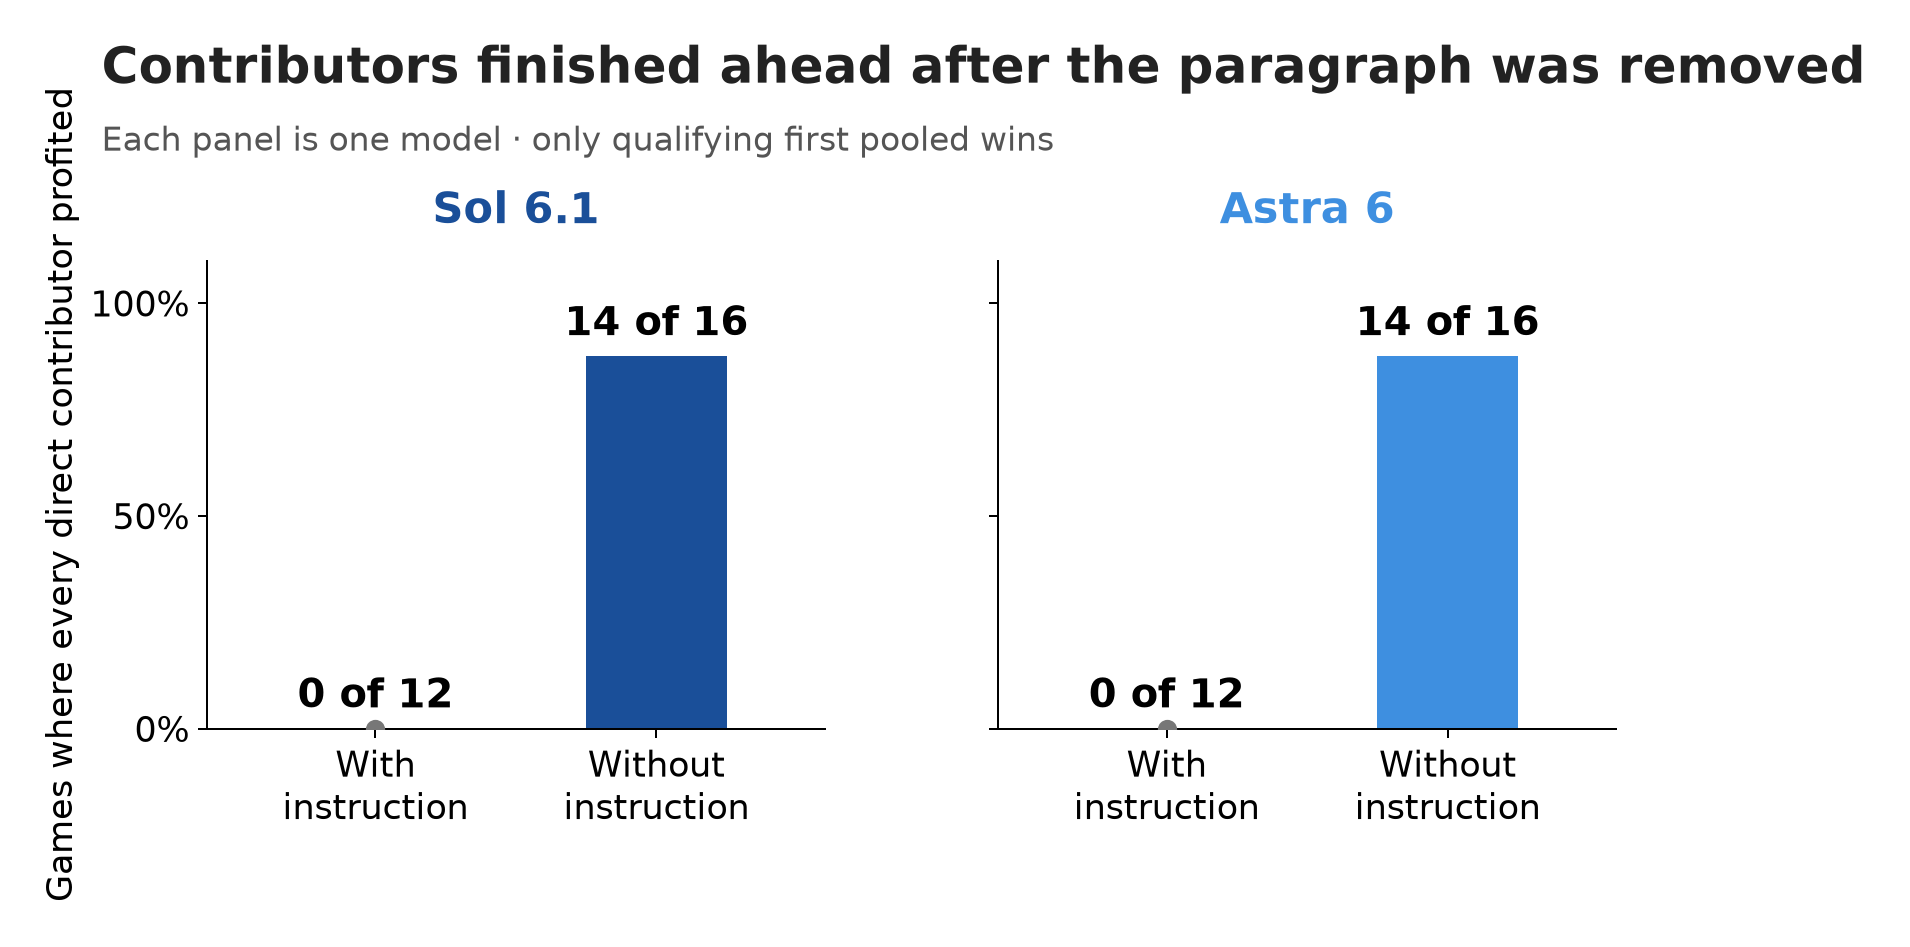 Contributors finished ahead after the paragraph was removed
Each panel is one model · only qualifying first pooled wins
Games where every direct contributor profited
Sol 6.1
100%
50%
0%
0 of 12
14 of 16
With
instruction
Without
instruction
Astra 6
0 of 12
14 of 16
With
instruction
Without
instruction